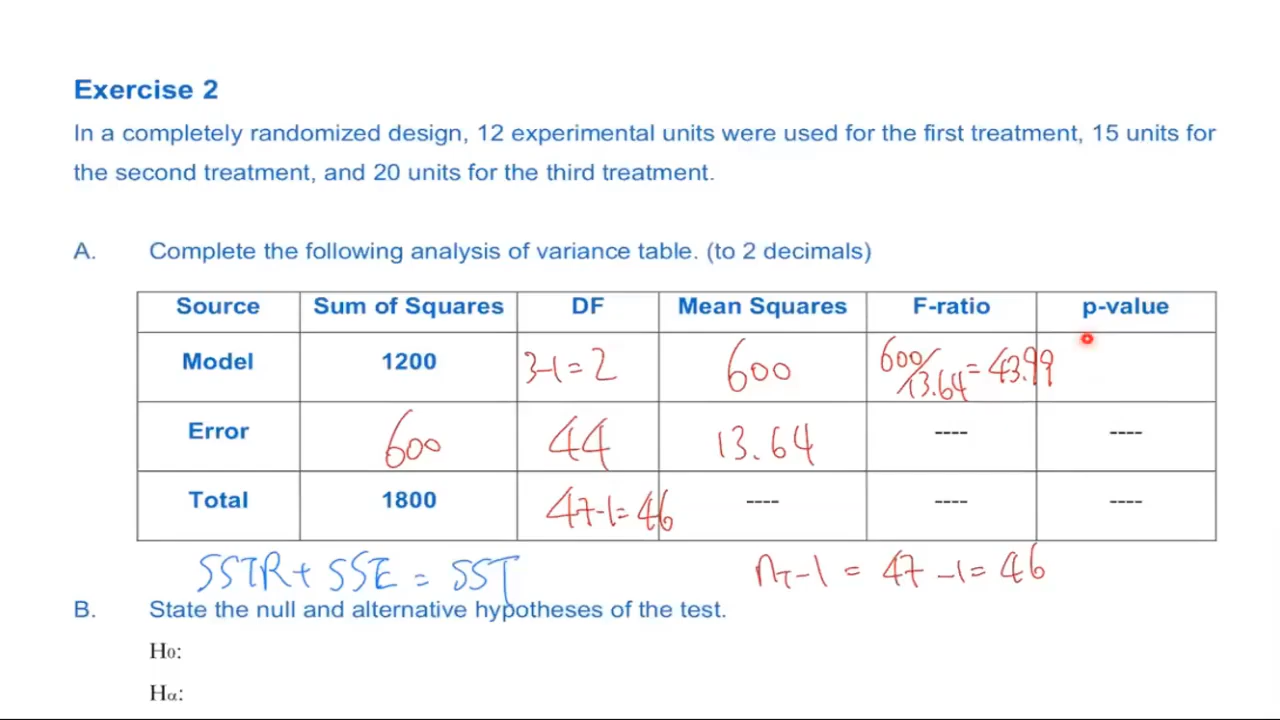 Exercise 2
In a completely randomized design, 12 experimental units were used for the first treatment, 15 units for
the second treatment, and 20 units for the third treatment.
A. Complete the following analysis of variance table. (to 2 decimals)
Source Sum of Squares DF Mean Squares F-ratio p-value
Model 1200 3-1=2 600 600/13.64=43.99
Error 600 44 13.64 ---- ----
Total 1800 47-1=46 ---- ---- ----
SSTR+SSE=SST nT-1=47-1=46
B. State the null and alternative hypotheses of the test.
H0:
Hα: